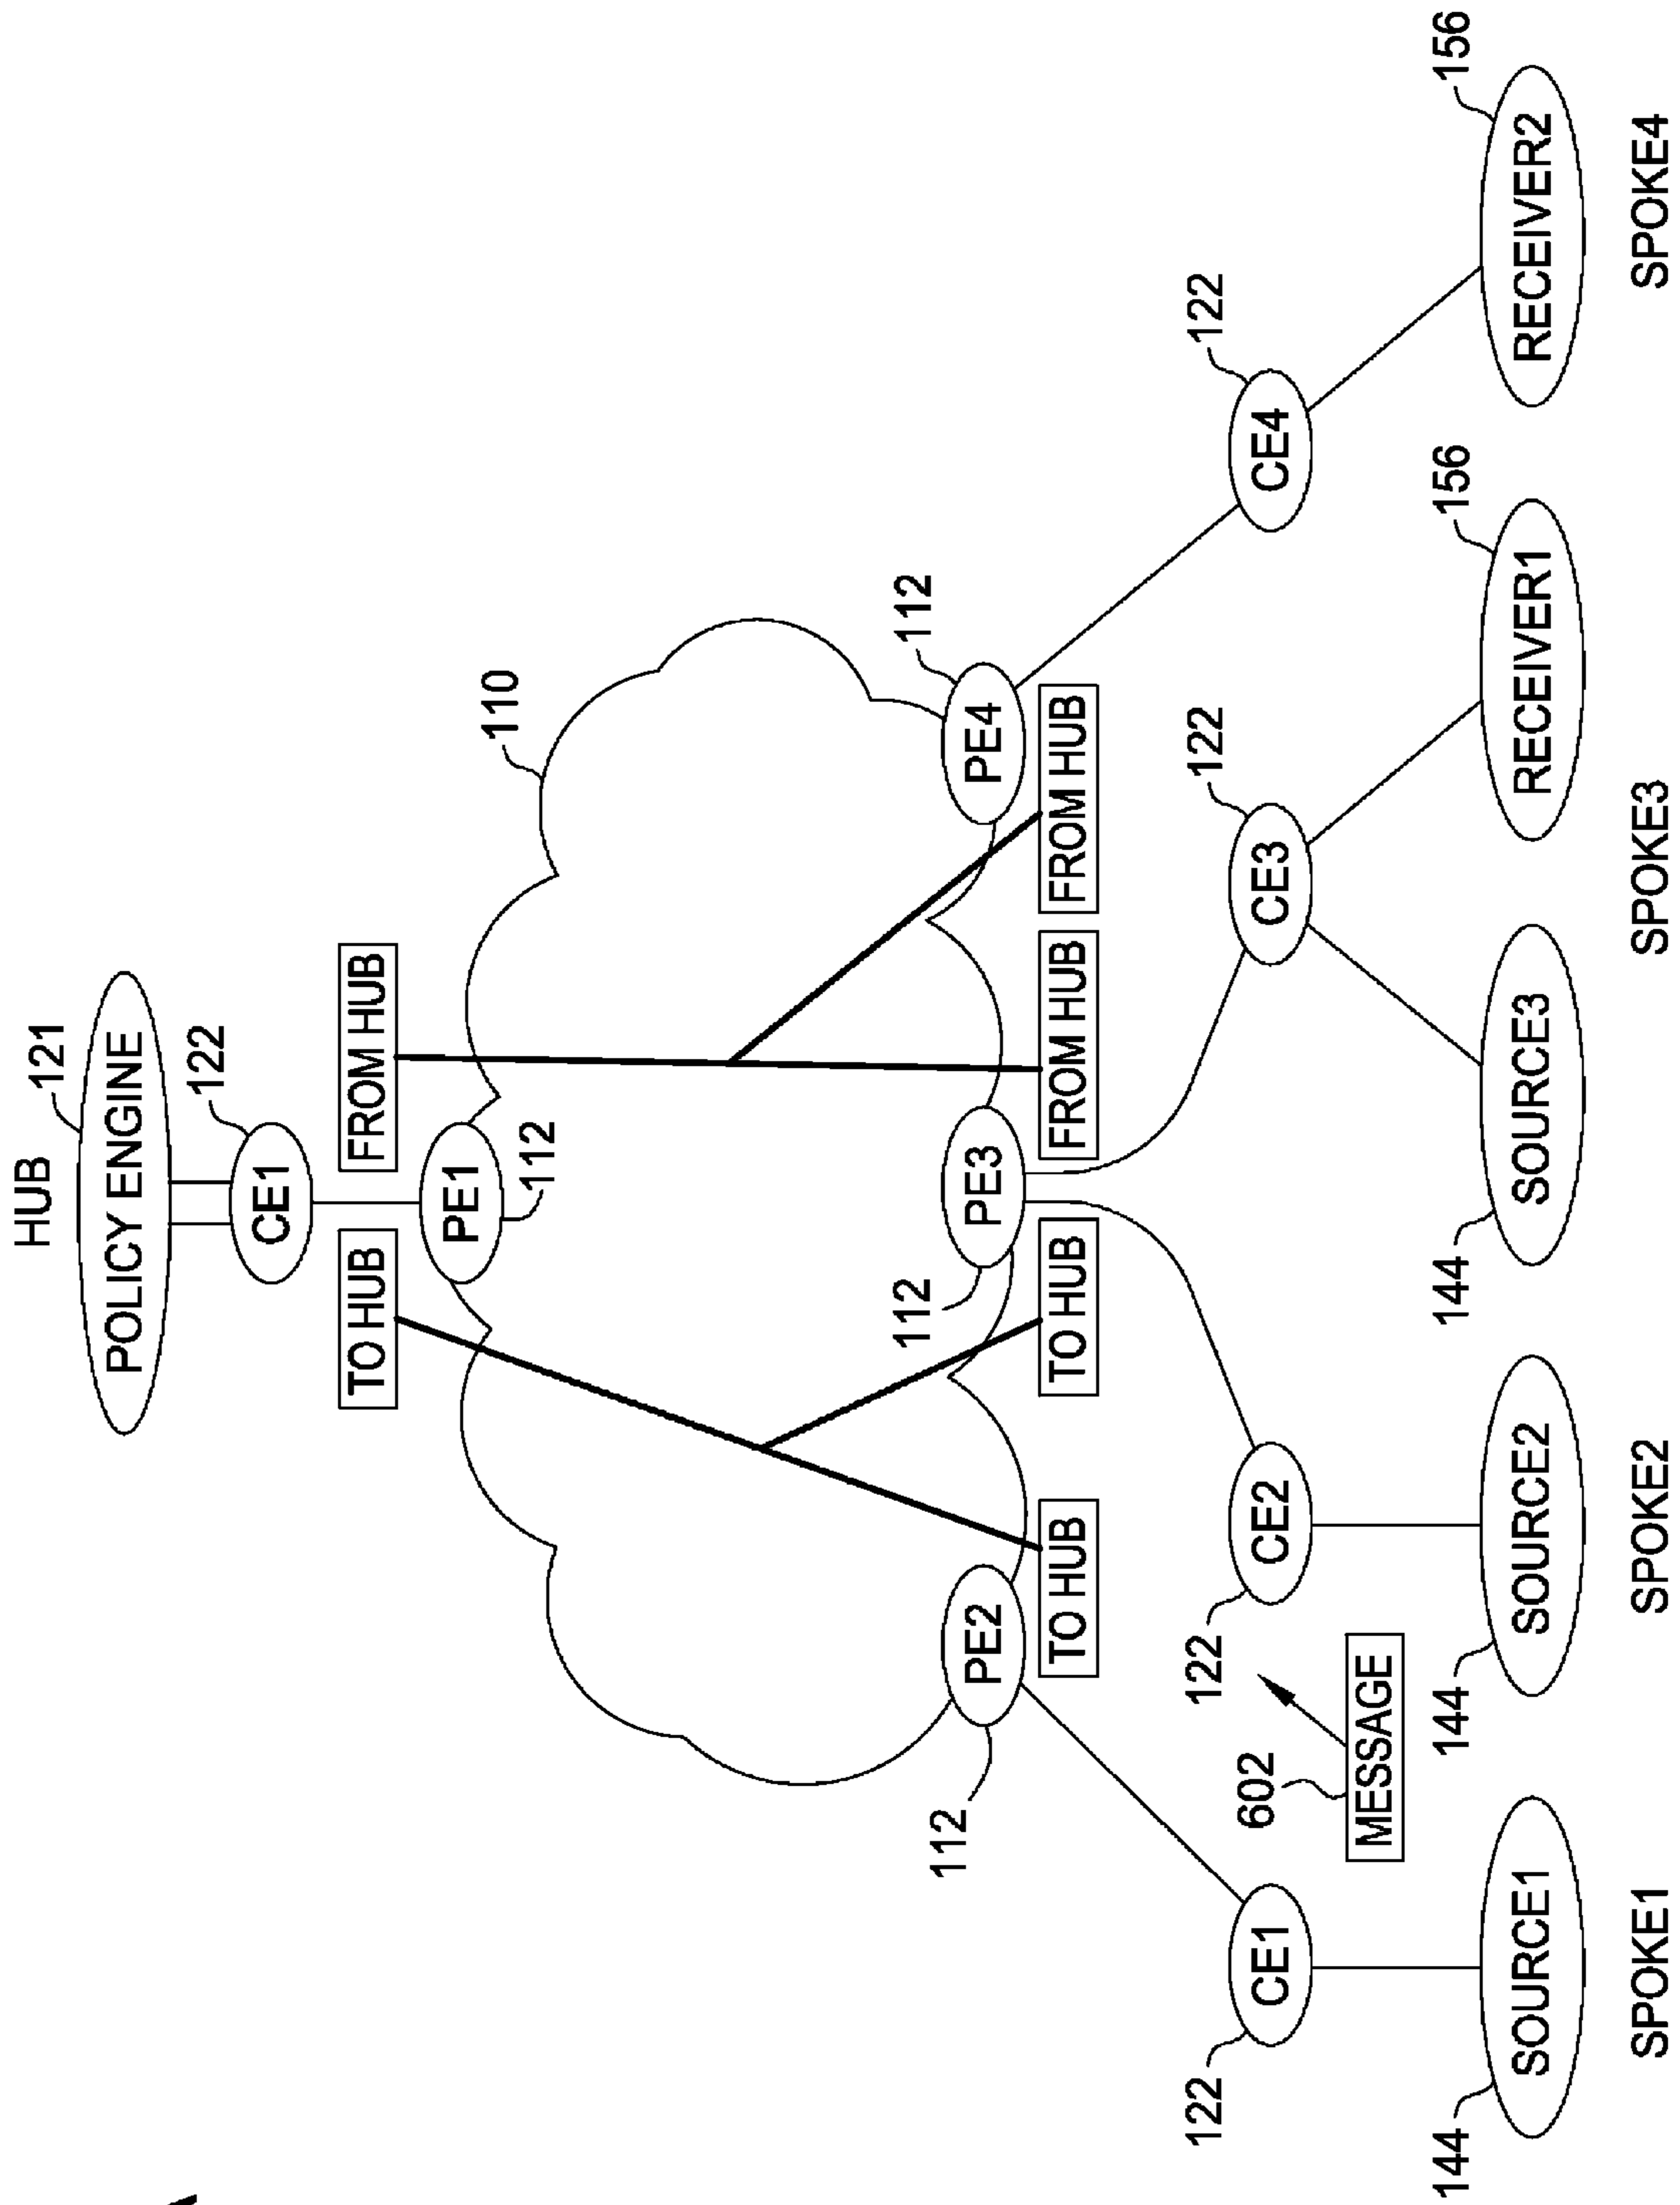 HUB
POLICY ENGINE
121
CE1
122
TO HUB
FROM HUB
PE1
112
110
112
PE2
TO HUB
112
PE3
TO HUB
FROM HUB
PE4
112
FROM HUB
122
CE1
602
MESSAGE
122
CE2
CE3
122
CE4
122
144
SOURCE1
144
SOURCE2
144
SOURCE3
RECEIVER1
156
RECEIVER2
156
SPOKE1
SPOKE2
SPOKE3
SPOKE4